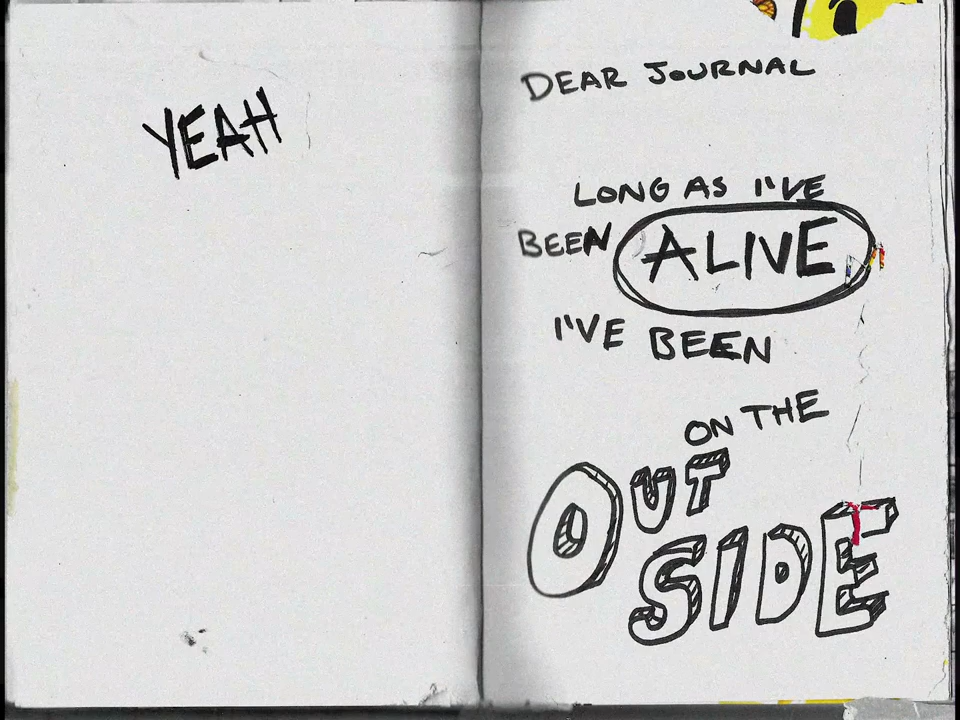 YEAH
DEAR JOURNAL
LONG AS I'VE
BEEN ALIVE
I'VE BEEN
ON THE
OUT
SIDE